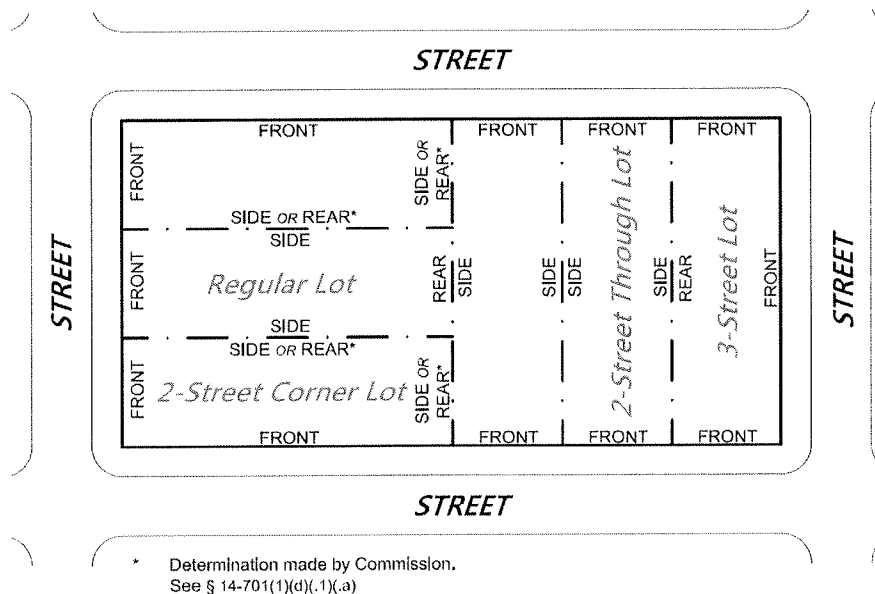 STREET
FRONT
FRONT
FRONT
FRONT
FRONT
SIDE OR
REAR*
SIDE OR REAR*
SIDE
FRONT
Regular Lot
REAR
SIDE
SIDE
SIDE
2-Street Through Lot
SIDE
REAR
3-Street Lot
FRONT
STREET
STREET
SIDE
SIDE OR REAR*
FRONT
2-Street Corner Lot
SIDE OR
REAR*
FRONT
FRONT
FRONT
FRONT
STREET
* Determination made by Commission.
See § 14-701(1)(d)(.1)(.a)